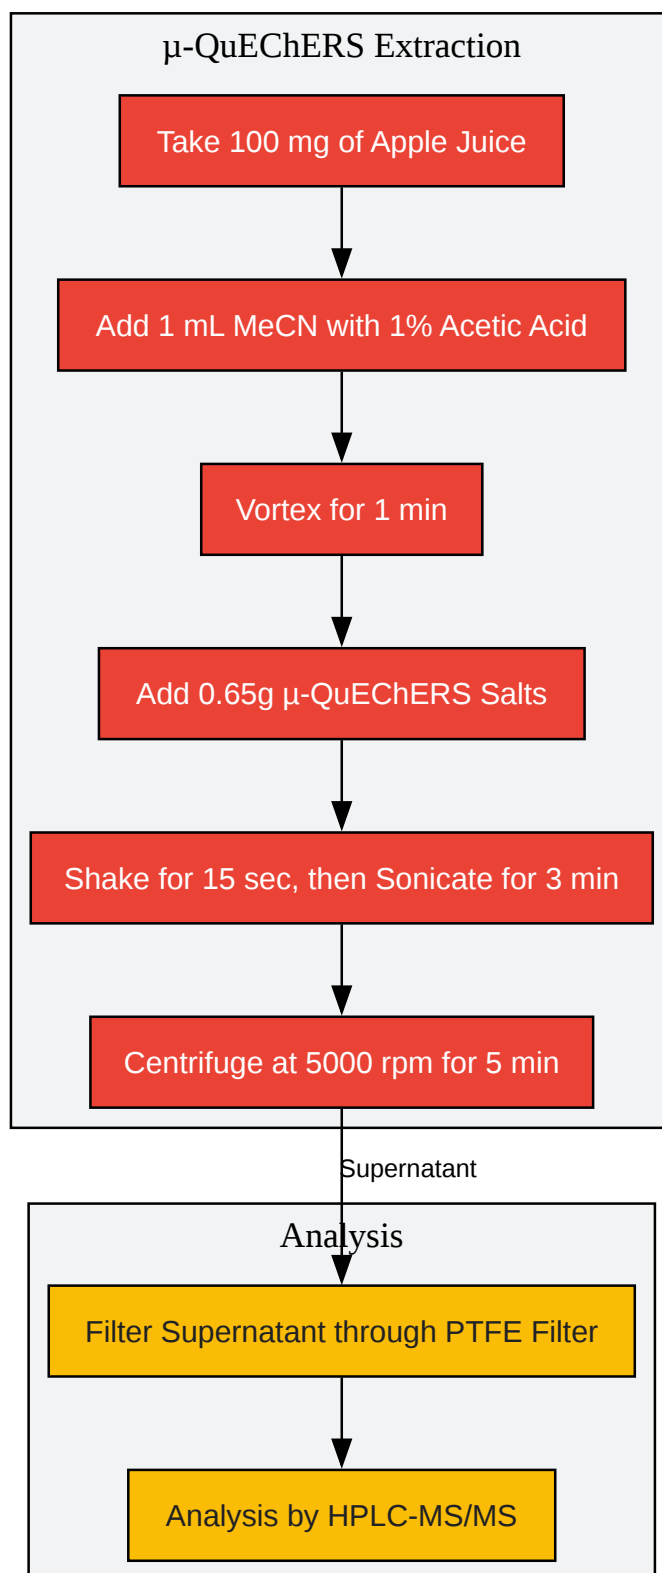 µ-QuEChERS Extraction
Take 100 mg of Apple Juice
Add 1 mL MeCN with 1% Acetic Acid
Vortex for 1 min
Add 0.65g µ-QuEChERS Salts
Shake for 15 sec, then Sonicate for 3 min
Centrifuge at 5000 rpm for 5 min
Supernatant
Analysis
Filter Supernatant through PTFE Filter
Analysis by HPLC-MS/MS